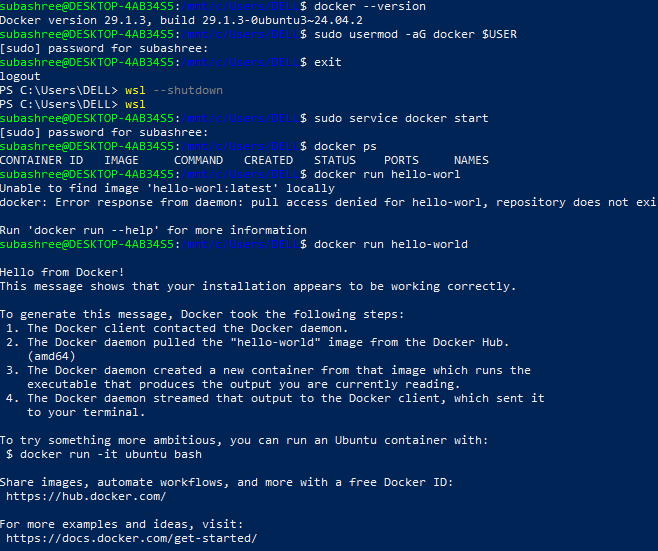 subashree@DESKTOP-4AB34S5:/mnt/c/Users/DELL$ docker --version
Docker version 29.1.3, build 29.1.3-0ubuntu3~24.04.2
subashree@DESKTOP-4AB34S5:/mnt/c/Users/DELL$ sudo usermod -aG docker $USER
[sudo] password for subashree:
subashree@DESKTOP-4AB34S5:/mnt/c/Users/DELL$ exit
logout
PS C:\Users\DELL> wsl --shutdown
PS C:\Users\DELL> wsl
subashree@DESKTOP-4AB34S5:/mnt/c/Users/DELL$ sudo service docker start
[sudo] password for subashree:
subashree@DESKTOP-4AB34S5:/mnt/c/Users/DELL$ docker ps
CONTAINER ID   IMAGE     COMMAND   CREATED   STATUS    PORTS     NAMES
subashree@DESKTOP-4AB34S5:/mnt/c/Users/DELL$ docker run hello-worl
Unable to find image 'hello-worl:latest' locally
docker: Error response from daemon: pull access denied for hello-worl, repository does not exi

Run 'docker run --help' for more information
subashree@DESKTOP-4AB34S5:/mnt/c/Users/DELL$ docker run hello-world

Hello from Docker!
This message shows that your installation appears to be working correctly.

To generate this message, Docker took the following steps:
 1. The Docker client contacted the Docker daemon.
 2. The Docker daemon pulled the "hello-world" image from the Docker Hub.
    (amd64)
 3. The Docker daemon created a new container from that image which runs the
    executable that produces the output you are currently reading.
 4. The Docker daemon streamed that output to the Docker client, which sent it
    to your terminal.

To try something more ambitious, you can run an Ubuntu container with:
 $ docker run -it ubuntu bash

Share images, automate workflows, and more with a free Docker ID:
 https://hub.docker.com/

For more examples and ideas, visit:
 https://docs.docker.com/get-started/